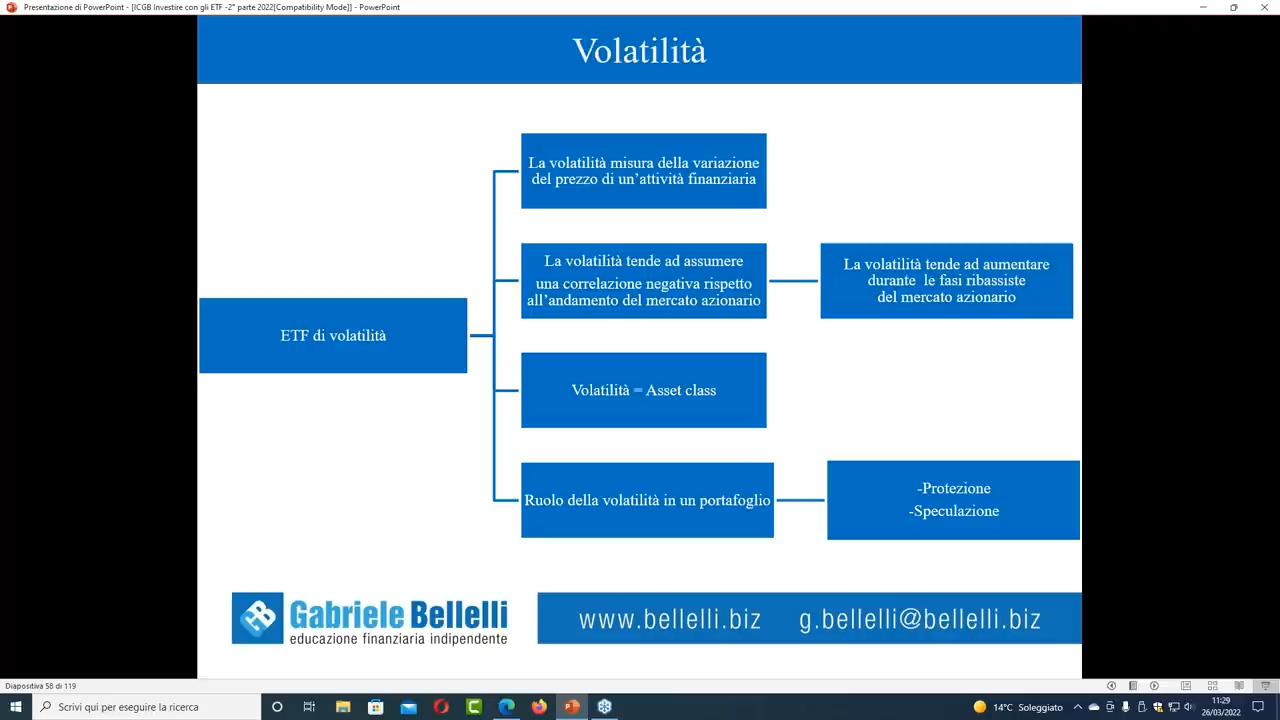 Presentazione di PowerPoint - [ICGB Investire con gli ETF -2° parte 2022[Compatibility Mode]] - PowerPoint
Volatilità
La volatilità misura della variazione
del prezzo di un'attività finanziaria
La volatilità tende ad assumere
una correlazione negativa rispetto
all'andamento del mercato azionario
La volatilità tende ad aumentare
durante le fasi ribassiste
del mercato azionario
ETF di volatilità
Volatilità = Asset class
Ruolo della volatilità in un portafoglio
-Protezione
-Speculazione
Gabriele Bellelli
educazione finanziaria indipendente
www.bellelli.biz g.bellelli@bellelli.biz
Diapositiva 58 di 119
Scrivi qui per eseguire la ricerca
14°C Soleggiato
11:29
26/03/2022